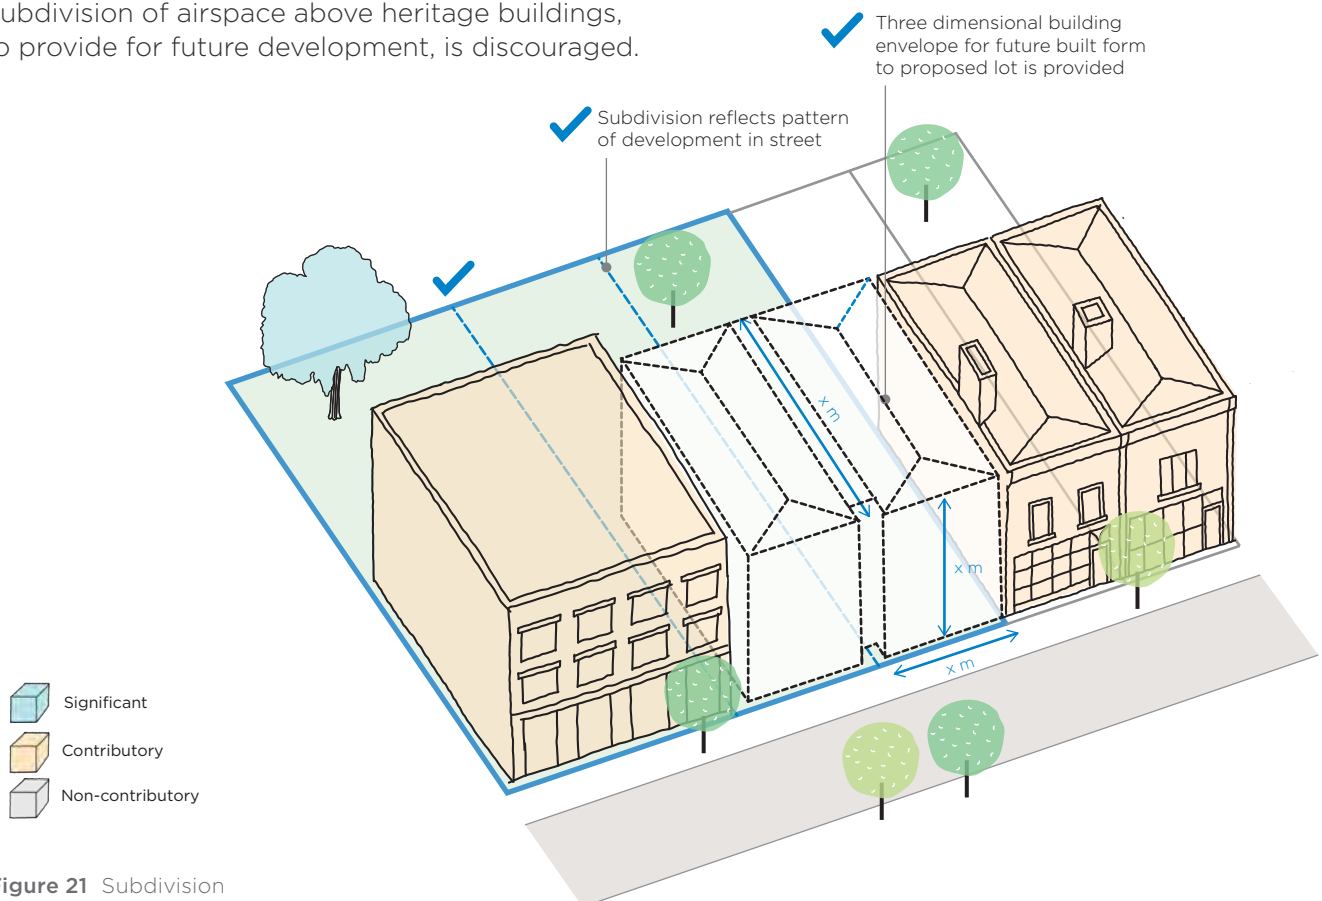 ubdivision of airspace above heritage buildings,
o provide for future development, is discouraged.
Three dimensional building
envelope for future built form
to proposed lot is provided
Subdivision reflects pattern
of development in street
x m
x m
x m
Significant
Contributory
Non-contributory
igure 21 Subdivision